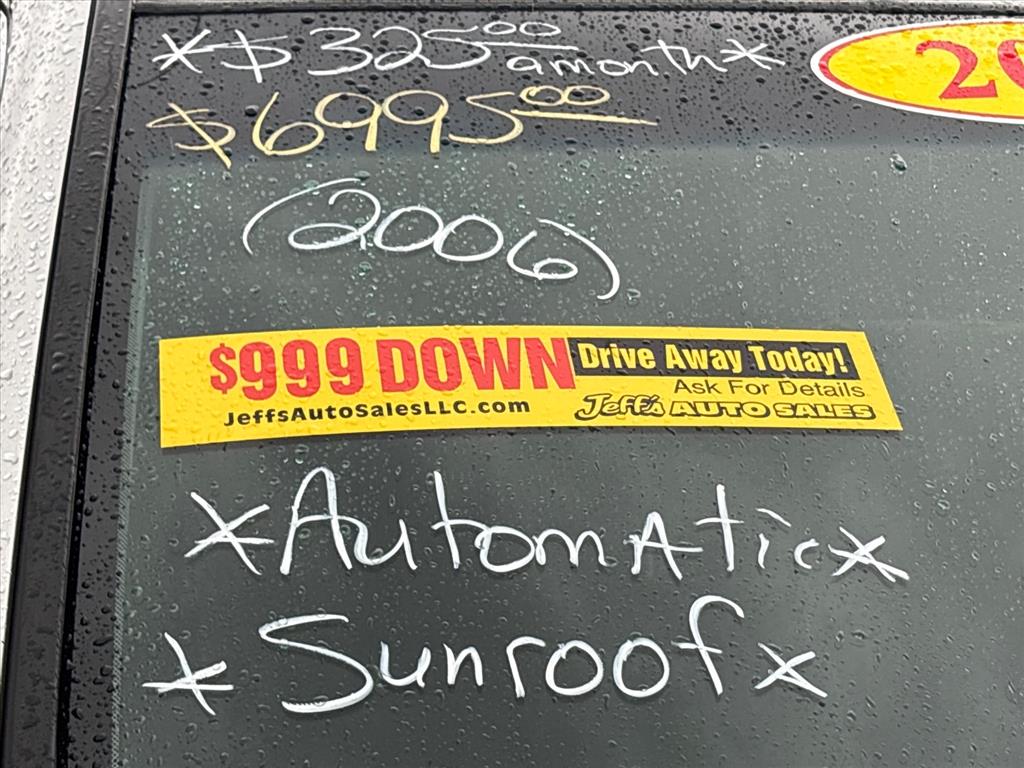 *$325.00 a month*
$6995.00
(2006)
$999 DOWN Drive Away Today!
Ask For Details
JeffsAutoSalesLLC.com Jeff's AUTO SALES
*Automatic*
*Sunroof*